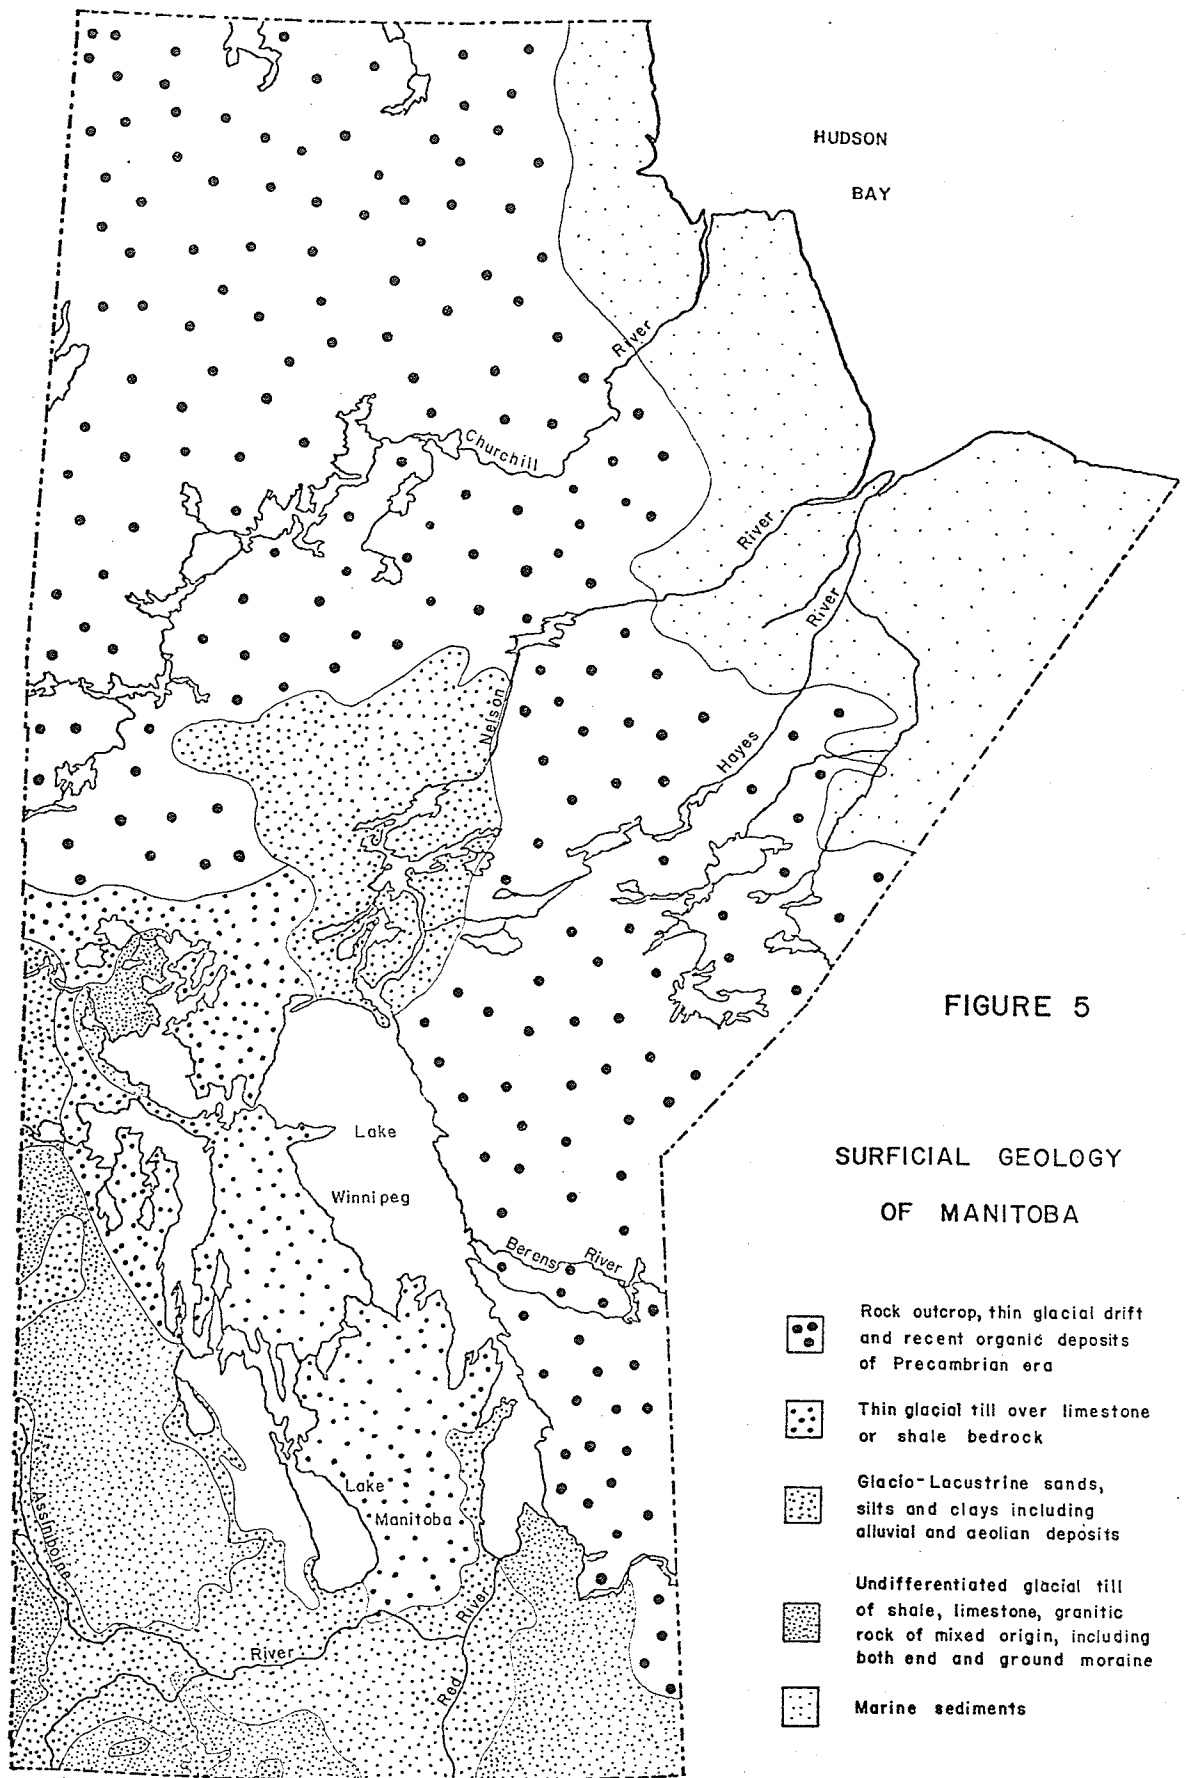 HUDSON
BAY
River
Churchill
River
River
Nelson
Hayes
FIGURE 5
Lake
Winnipeg
SURFICIAL GEOLOGY
OF MANITOBA
Berens River
Rock outcrop, thin glacial drift
and recent organic deposits
of Precambrian era
Thin glacial till over limestone
or shale bedrock
Glacio-Lacustrine sands,
silts and clays including
alluvial and aeolian deposits
Undifferentiated glacial till
of shale, limestone, granitic
rock of mixed origin, including
both end and ground moraine
Marine sediments
Lake
Manitoba
Assiniboine
River
River
Red